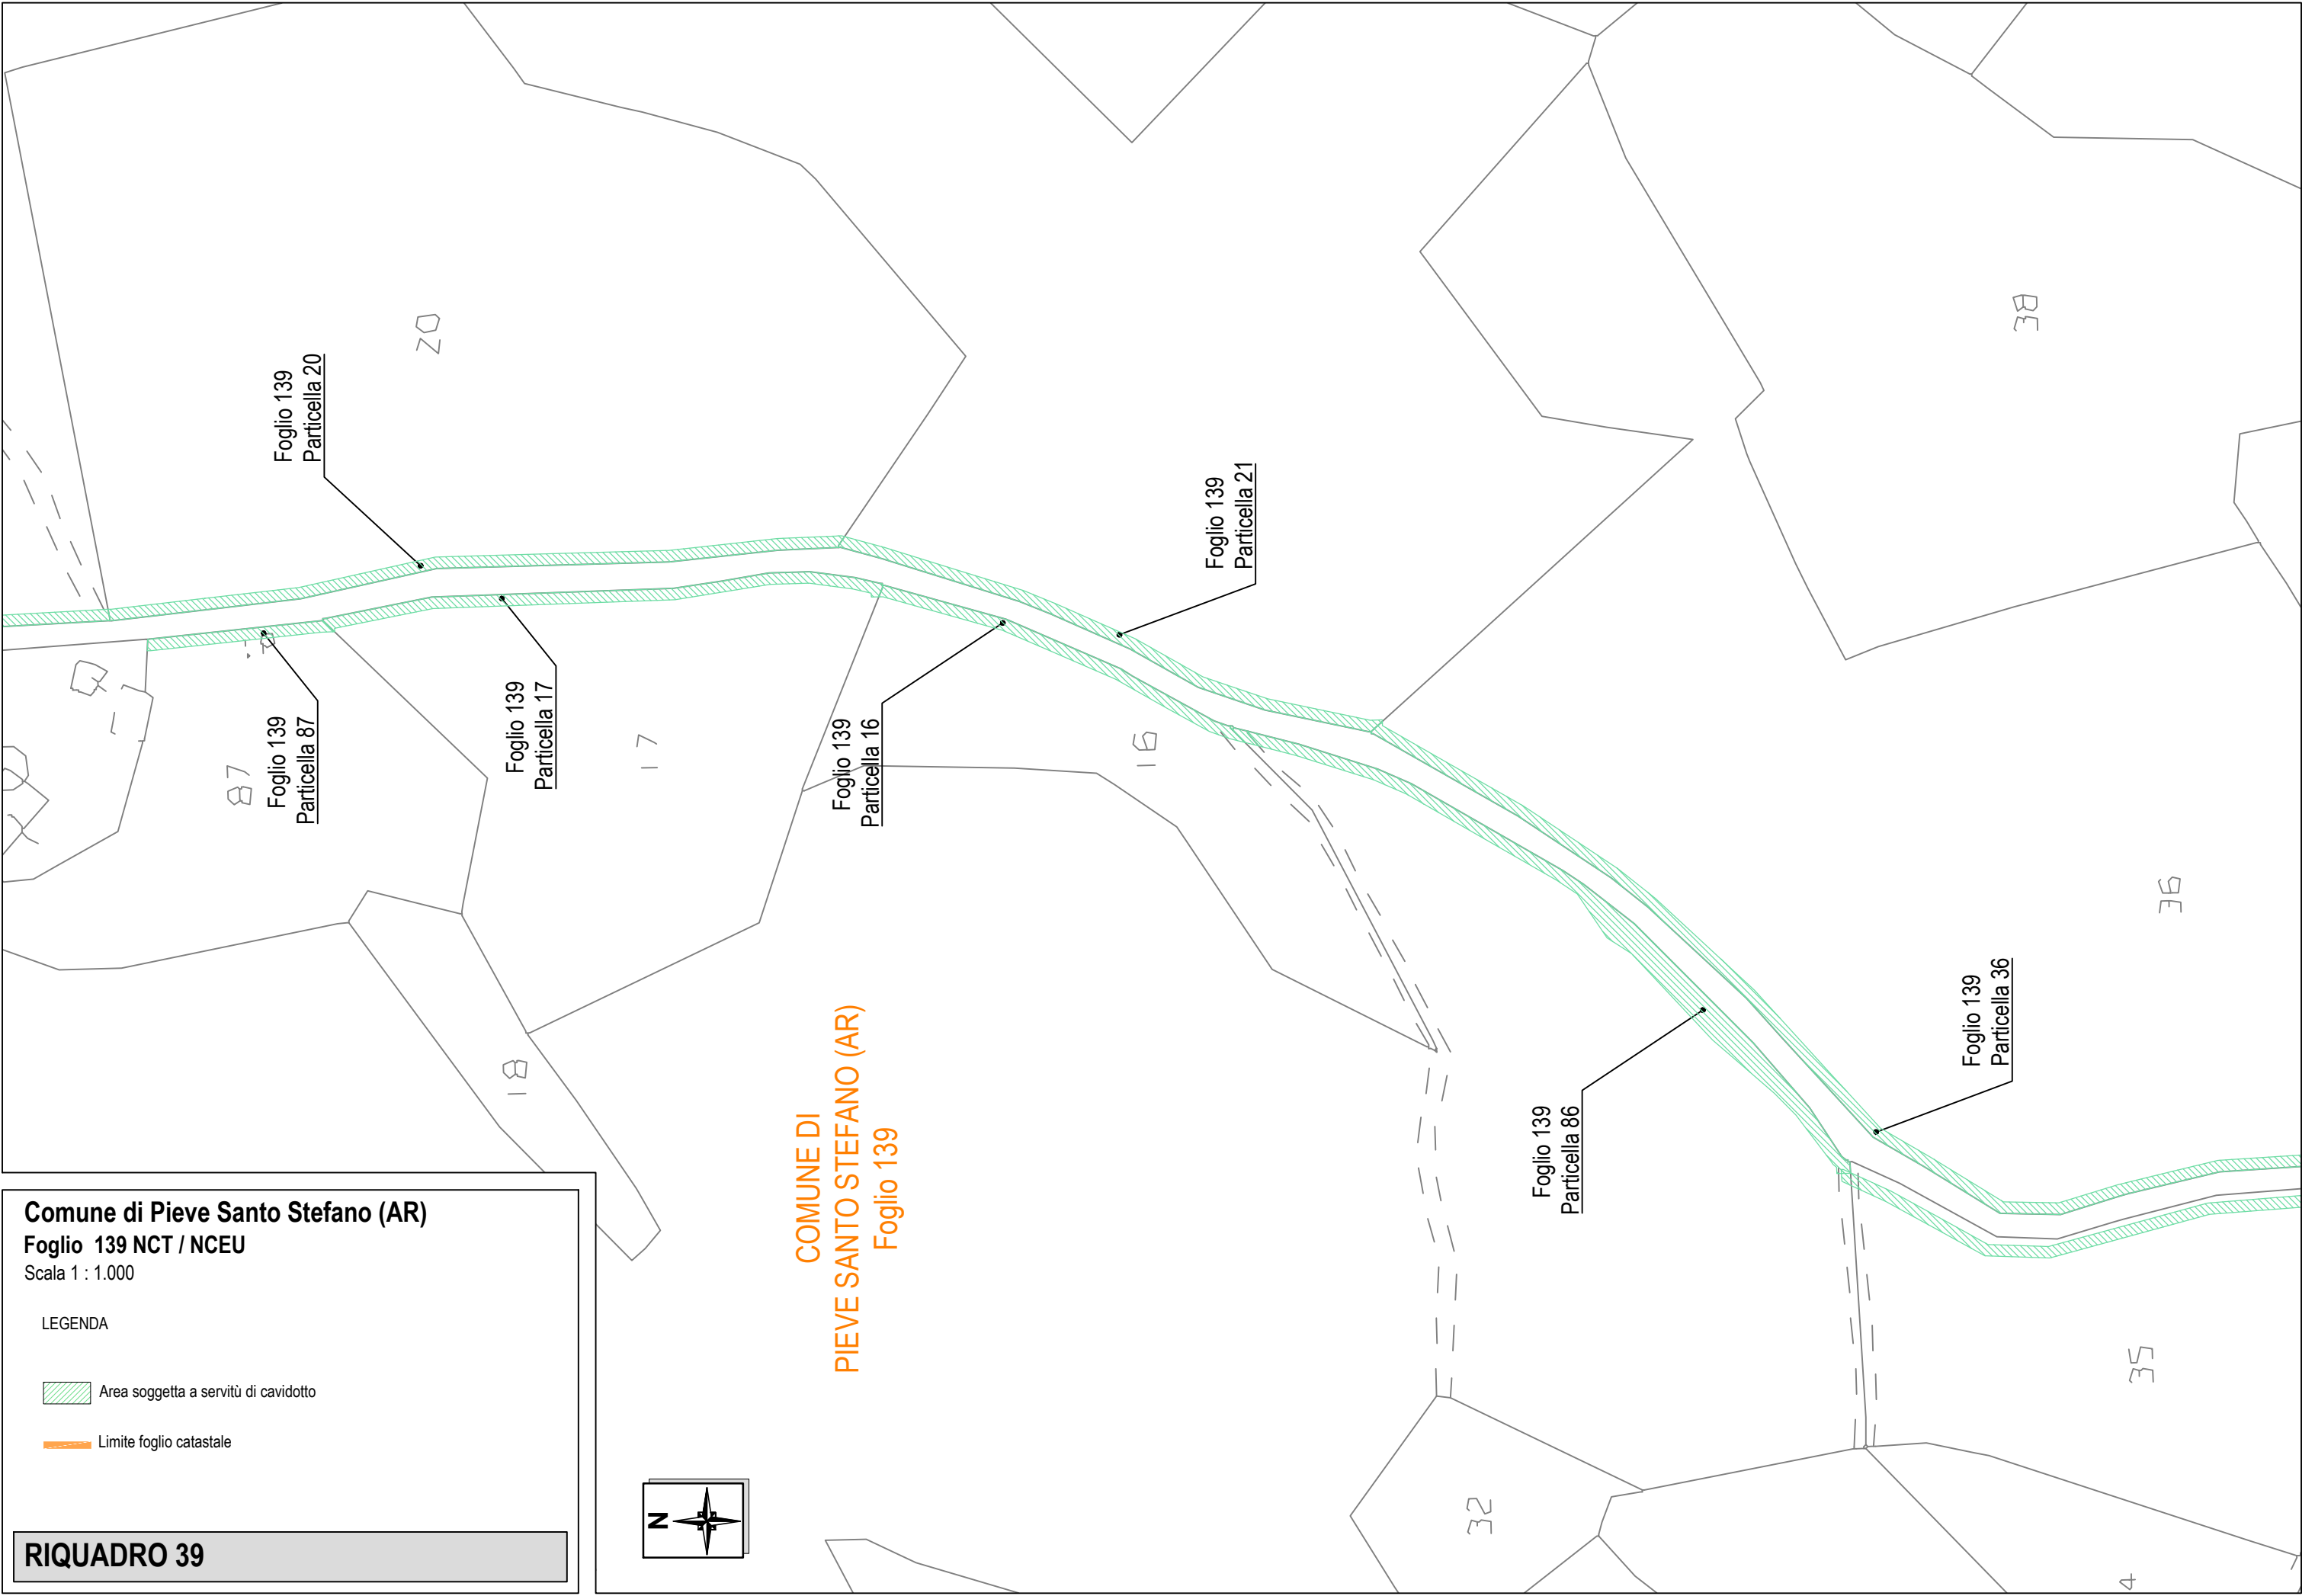 20
38
Foglio 139
Particella 20
Foglio 139
Particella 21
Foglio 139
Particella 87
87
Foglio 139
Particella 17
17
Foglio 139
Particella 16
16
36
Foglio 139
Particella 36
18
COMUNE DI
PIEVE SANTO STEFANO (AR)
Foglio 139
Foglio 139
Particella 86
35
32
4
N
Comune di Pieve Santo Stefano (AR)
Foglio 139 NCT / NCEU
Scala 1 : 1.000
LEGENDA
Area soggetta a servitù di cavidotto
Limite foglio catastale
RIQUADRO 39